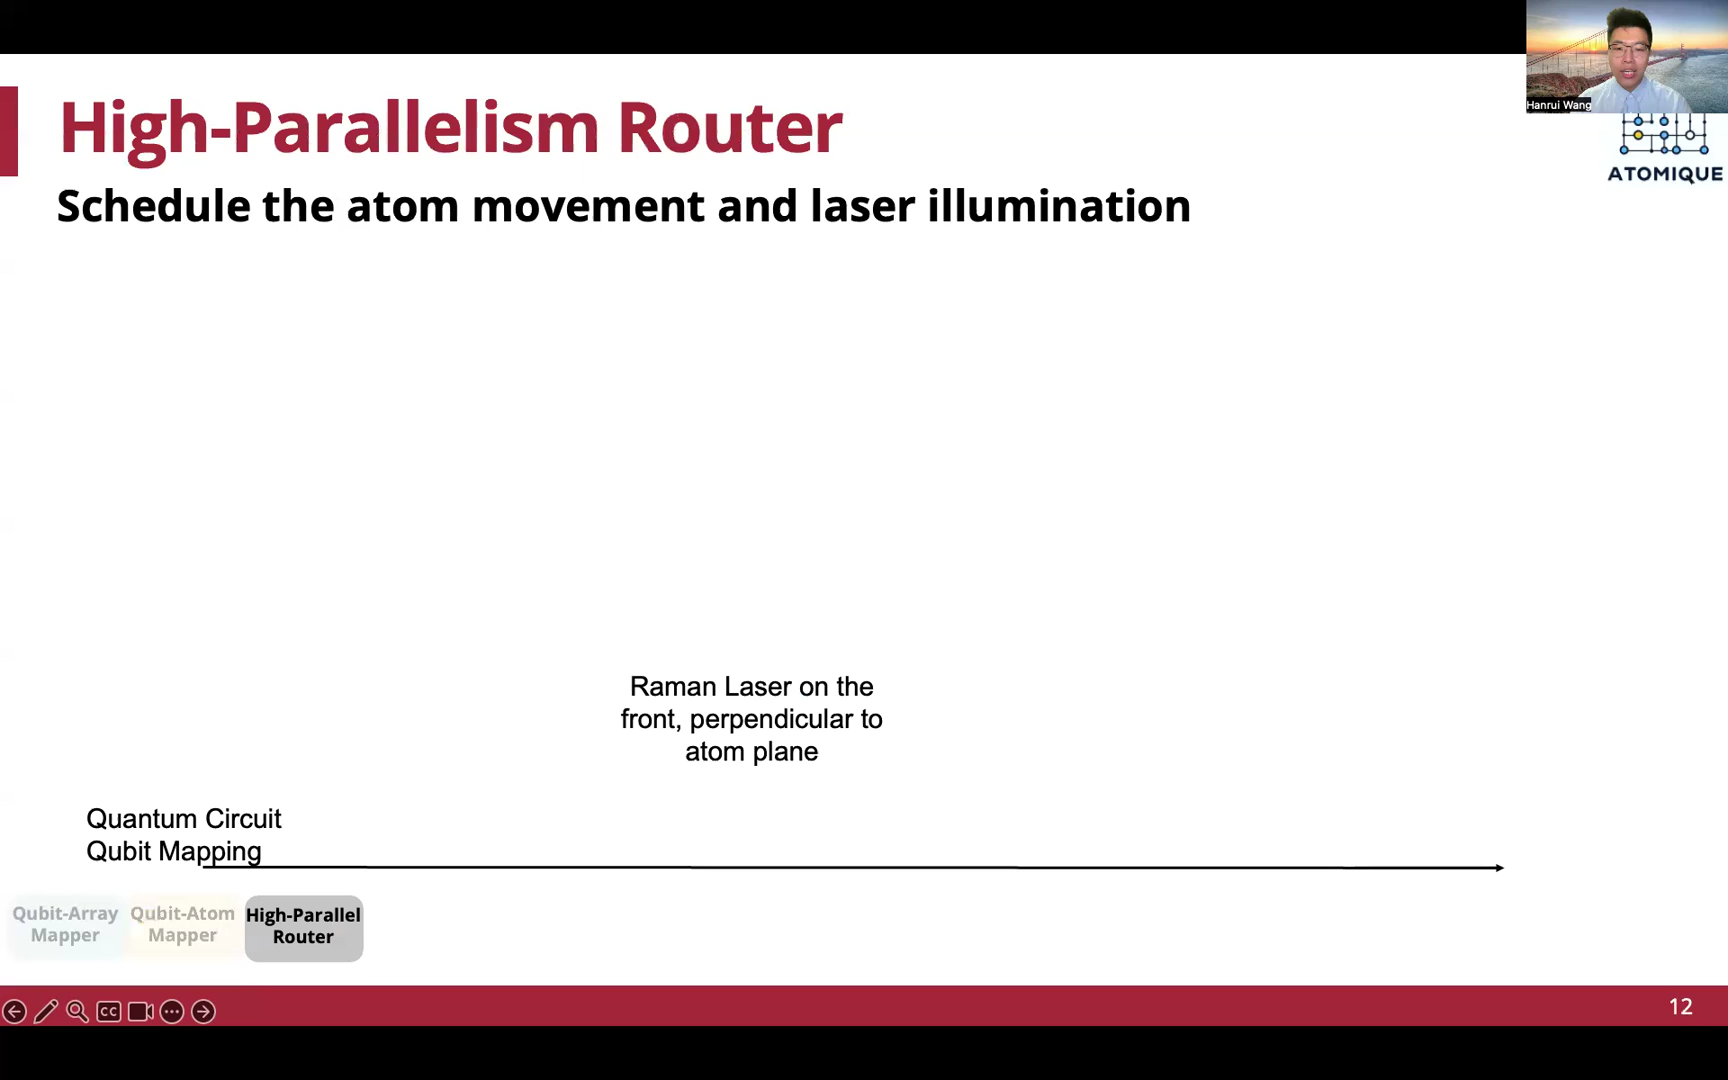 Hanrui Wang
ATOMIQUE
High-Parallelism Router
Schedule the atom movement and laser illumination
Raman Laser on the
front, perpendicular to
atom plane
Quantum Circuit
Qubit Mapping
Qubit-Array
Mapper
Qubit-Atom
Mapper
High-Parallel
Router
CC
12